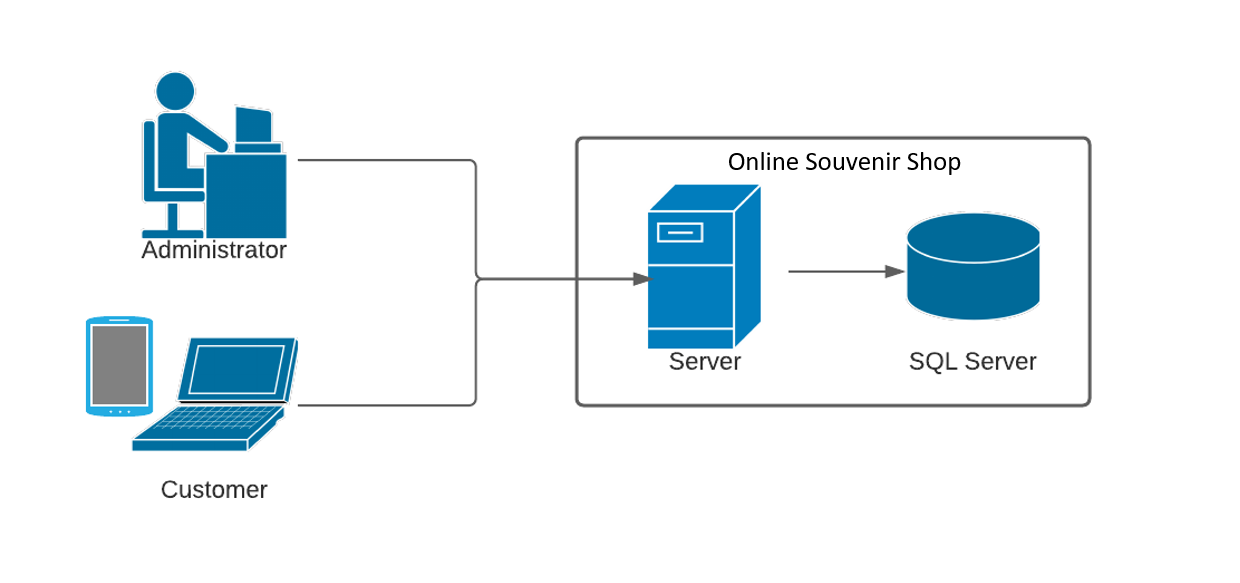 Online Souvenir Shop
Administrator
Server
SQL Server
Customer